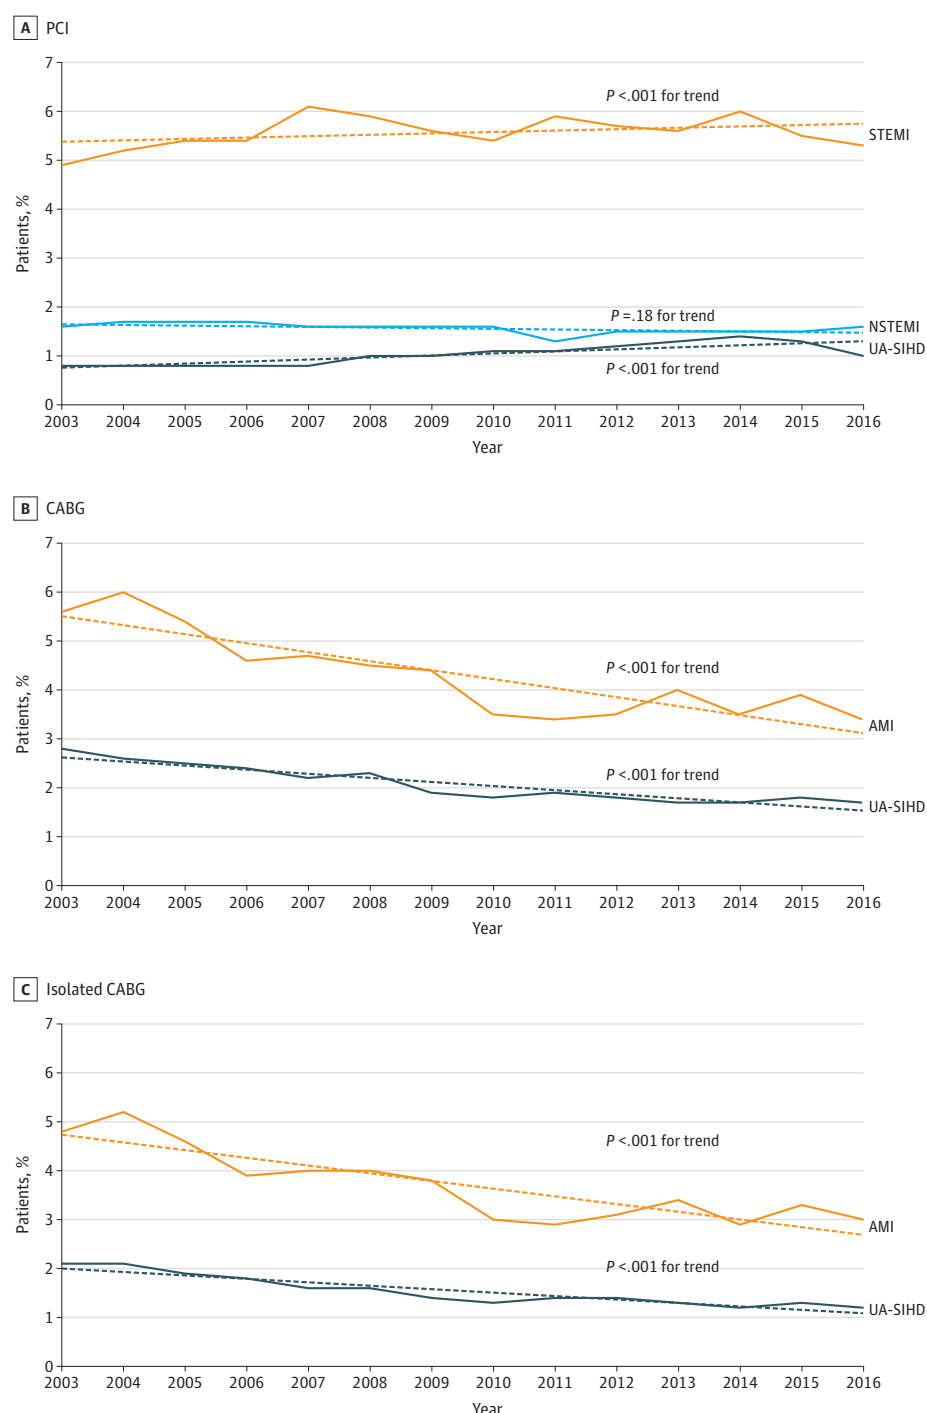 A PCI
7
6
5
4
3
2
1
0
Patients, %
P <.001 for trend
STEMI
P =.18 for trend
NSTEMI
UA-SIHD
P <.001 for trend
2003 2004 2005 2006 2007 2008 2009 2010 2011 2012 2013 2014 2015 2016
Year
B CABG
7
6
5
4
3
2
1
0
Patients, %
P <.001 for trend
AMI
P <.001 for trend
UA-SIHD
2003 2004 2005 2006 2007 2008 2009 2010 2011 2012 2013 2014 2015 2016
Year
C Isolated CABG
7
6
5
4
3
2
1
0
Patients, %
P <.001 for trend
AMI
P <.001 for trend
UA-SIHD
2003 2004 2005 2006 2007 2008 2009 2010 2011 2012 2013 2014 2015 2016
Year